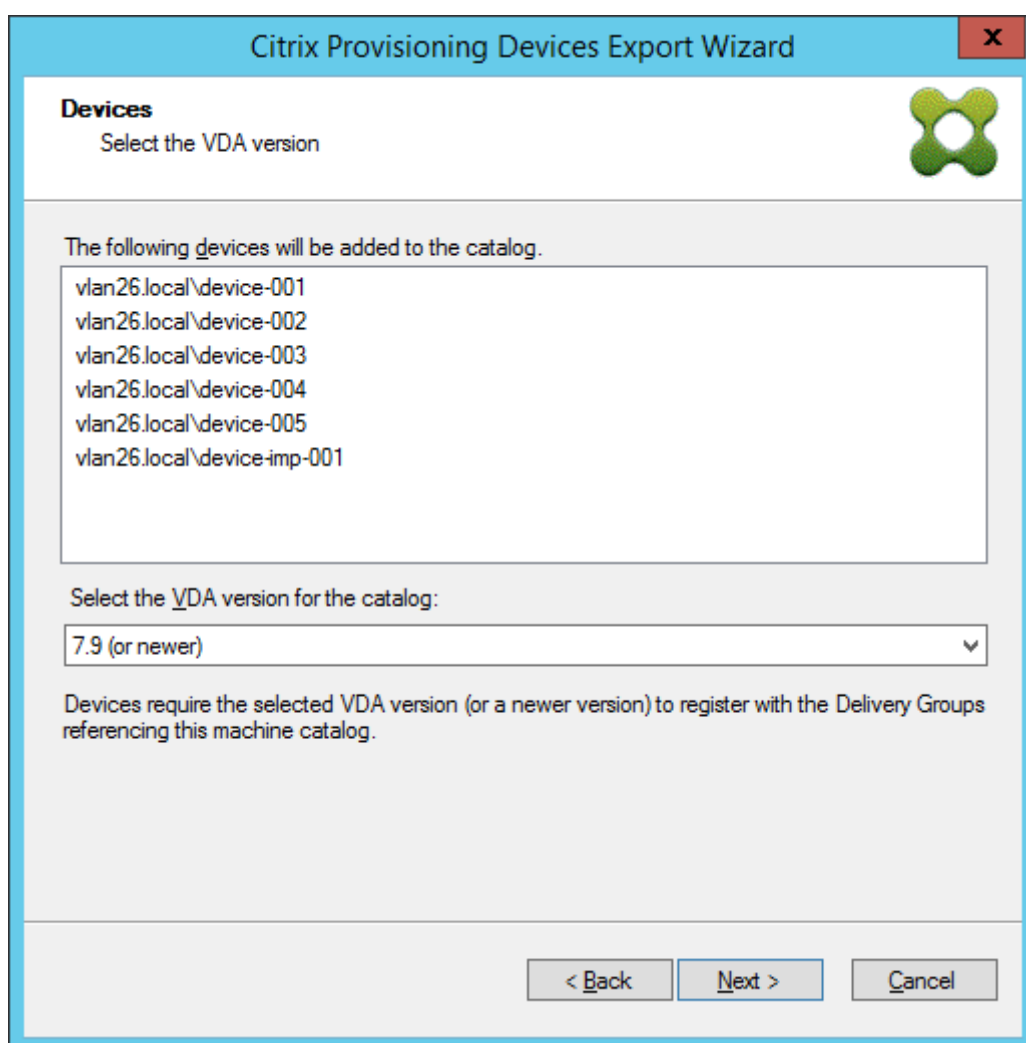 Citrix Provisioning Devices Export Wizard
x
Devices
Select the VDA version
The following devices will be added to the catalog.
vlan26.local\device-001
vlan26.local\device-002
vlan26.local\device-003
vlan26.local\device-004
vlan26.local\device-005
vlan26.local\device-imp-001
Select the VDA version for the catalog:
7.9 (or newer)
Devices require the selected VDA version (or a newer version) to register with the Delivery Groups
referencing this machine catalog.
< Back Next > Cancel